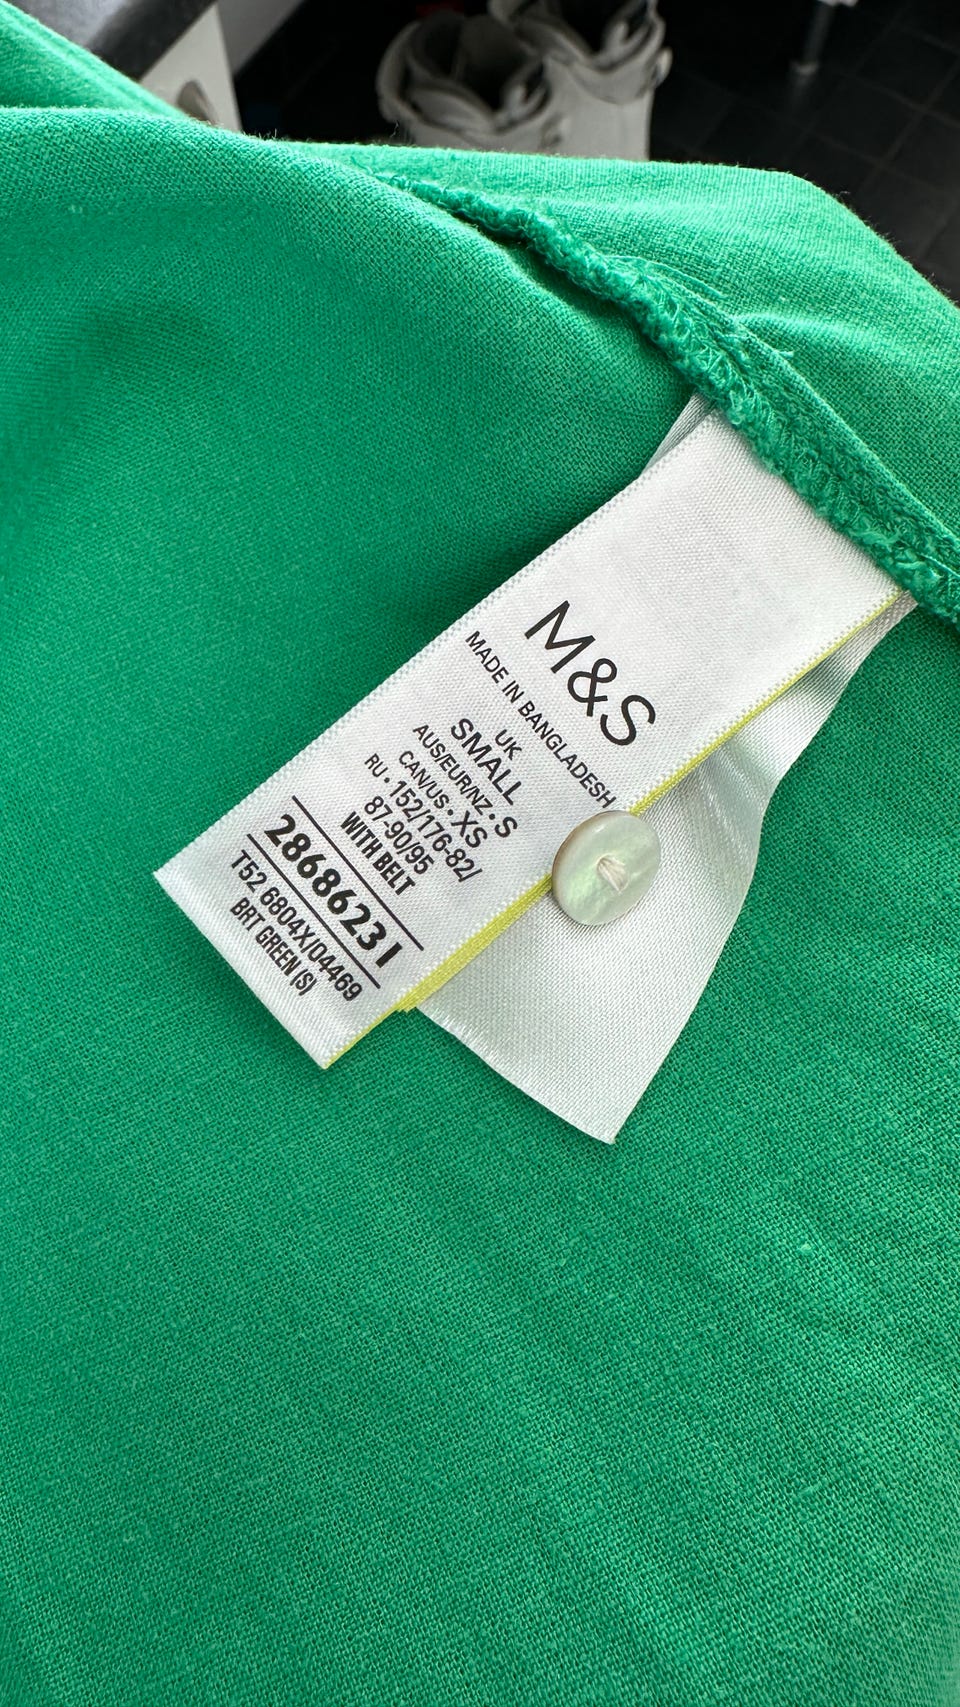 M&S
MADE IN BANGLADESH
UK
SMALL
AUS/EUR/NZ • S
CAN/US • XS
RU • 152/176-82/
87-90/95
WITH BELT
28686231
T52 6804X/04469
BRT GREEN (S)